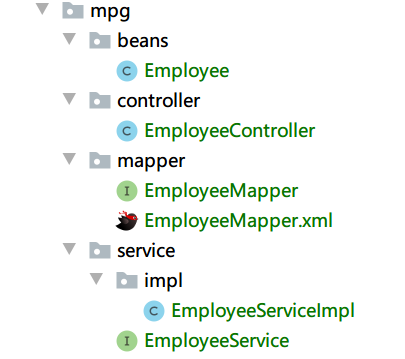 mpg
beans
C Employee
controller
C EmployeeController
mapper
I EmployeeMapper
EmployeeMapper.xml
service
impl
C EmployeeServiceImpl
I EmployeeService